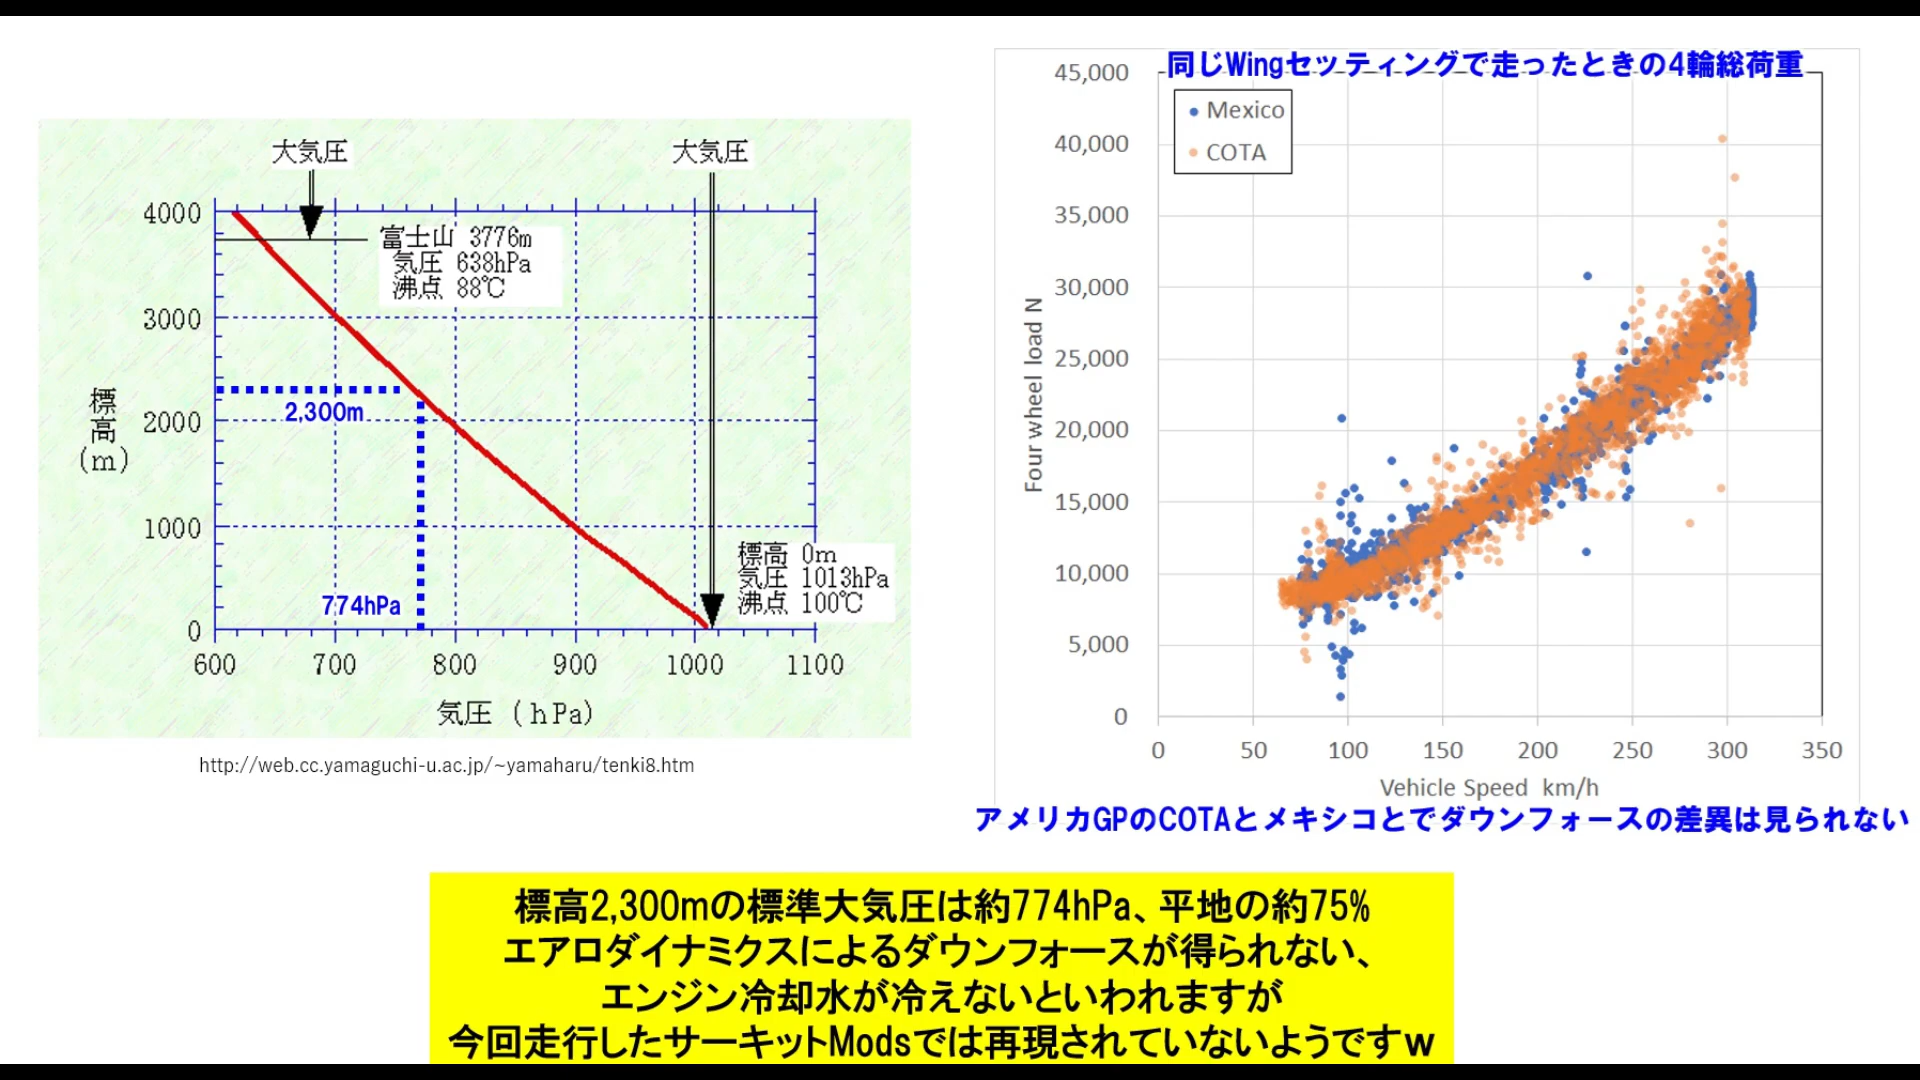 大気圧
大気圧
4000
3000
2000
1000
0
標高
(m)
富士山 3776m
気圧 638hPa
沸点 88℃
2,300m
774hPa
標高 0m
気圧 1013hPa
沸点 100℃
600 700 800 900 1000 1100
気圧 (hPa)
http://web.cc.yamaguchi-u.ac.jp/~yamaharu/tenki8.htm
同じWingセッティングで走ったときの4輪総荷重
Mexico
COTA
45,000
40,000
35,000
30,000
25,000
20,000
15,000
10,000
5,000
0
Four wheel load N
0 50 100 150 200 250 300 350
Vehicle Speed km/h
アメリカGPのCOTAとメキシコとでダウンフォースの差異は見られない
標高2,300mの標準大気圧は約774hPa、平地の約75%
エアロダイナミクスによるダウンフォースが得られない、
エンジン冷却水が冷えないといわれますが
今回走行したサーキットModsでは再現されていないようですｗ